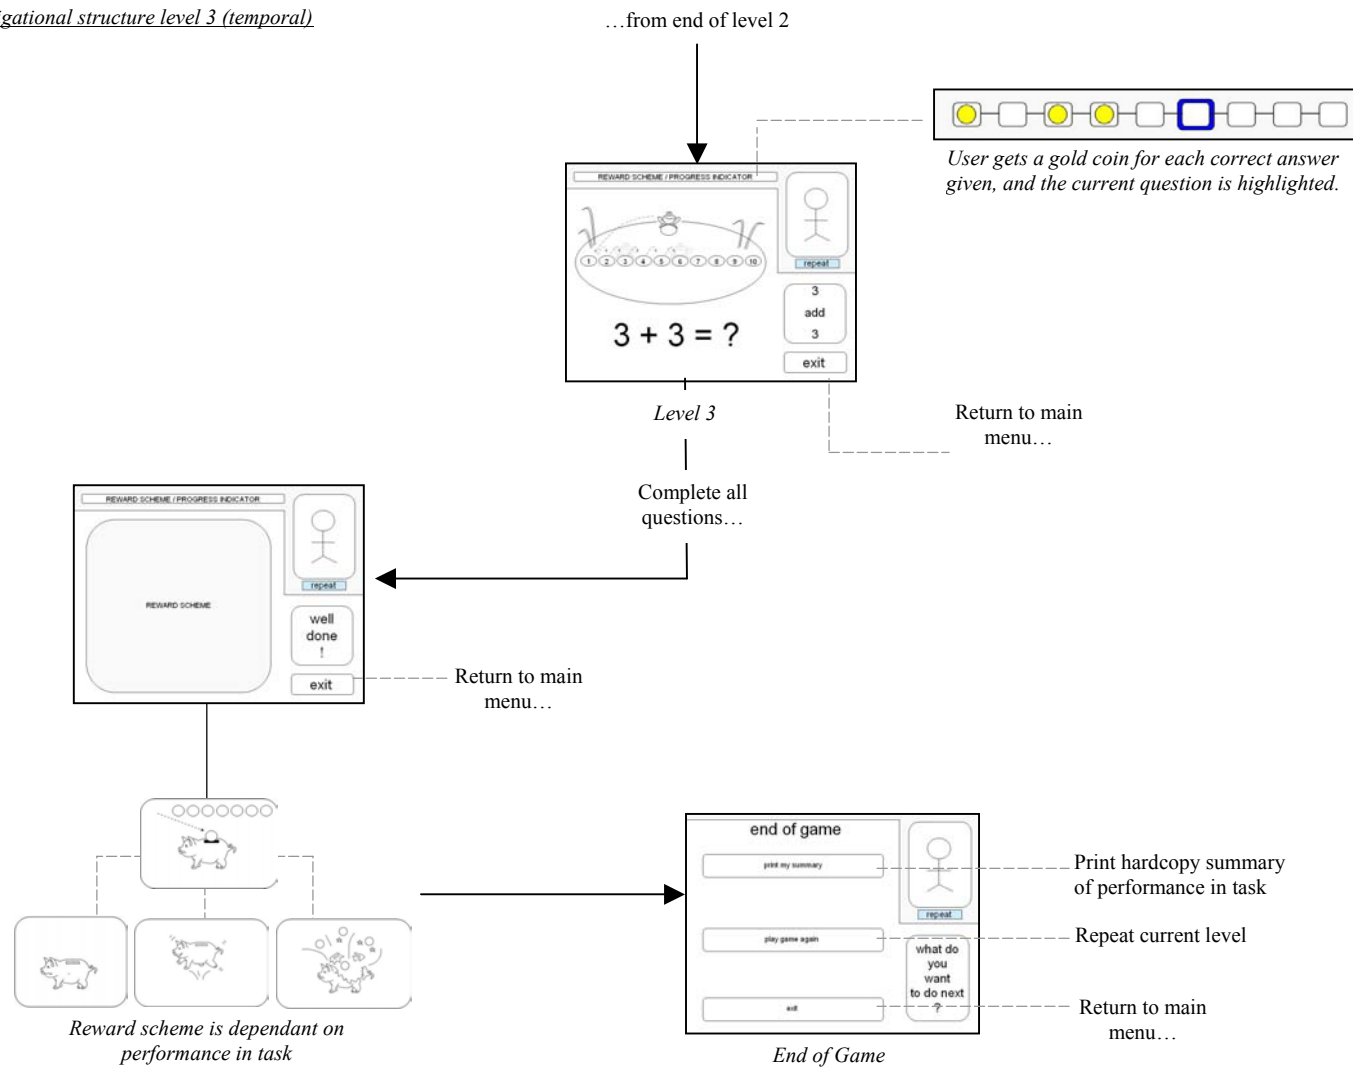 gational structure level 3 (temporal)
…from end of level 2
User gets a gold coin for each correct answer
given, and the current question is highlighted.
REWARD SCHEME / PROGRESS INDICATOR
repeat
1 2 3 4 5 6 7 8 9 10
3 + 3 = ?
3
add
3
exit
Level 3
Return to main
menu…
Complete all
questions…
REWARD SCHEME / PROGRESS INDICATOR
repeat
REWARD SCHEME
well
done
!
exit
Return to main
menu…
Reward scheme is dependant on
performance in task
end of game
print my summary
play game again
exit
repeat
what do
you
want
to do next
?
Print hardcopy summary
of performance in task
Repeat current level
Return to main
menu…
End of Game